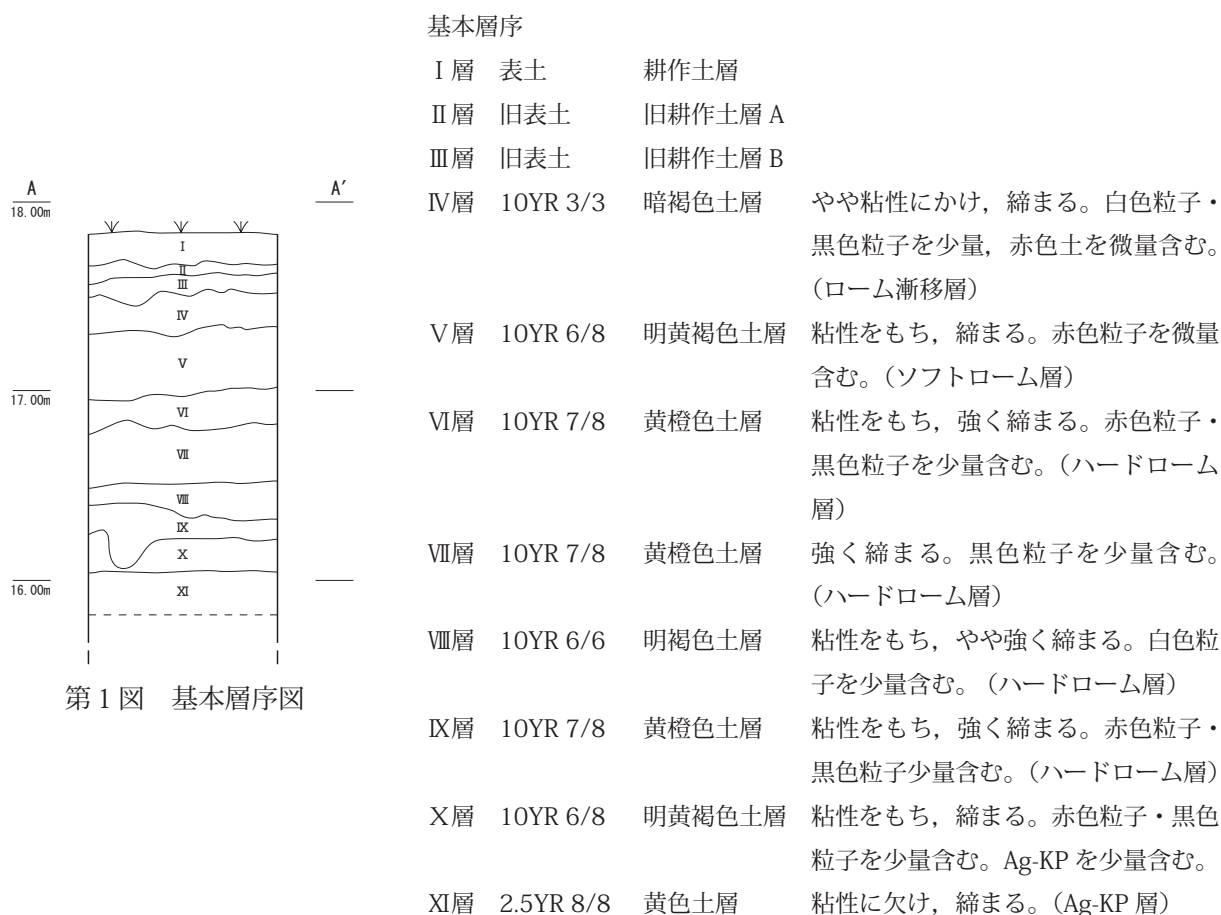 基本層序
Ⅰ層 表土 耕作土層
Ⅱ層 旧表土 旧耕作土層 A
Ⅲ層 旧表土 旧耕作土層 B
Ⅳ層 10YR 3/3 暗褐色土層 やや粘性にかけ，締まる。白色粒子・
黒色粒子を少量，赤色土を微量含む。
（ローム漸移層）
Ⅴ層 10YR 6/8 明黄褐色土層 粘性をもち，締まる。赤色粒子を微量
含む。（ソフトローム層）
Ⅵ層 10YR 7/8 黄橙色土層 粘性をもち，強く締まる。赤色粒子・
黒色粒子を少量含む。（ハードローム
層）
Ⅶ層 10YR 7/8 黄橙色土層 強く締まる。黒色粒子を少量含む。
（ハードローム層）
Ⅷ層 10YR 6/6 明褐色土層 粘性をもち，やや強く締まる。白色粒
子を少量含む。（ハードローム層）
Ⅸ層 10YR 7/8 黄橙色土層 粘性をもち，強く締まる。赤色粒子・
黒色粒子少量含む。（ハードローム層）
Ⅹ層 10YR 6/8 明黄褐色土層 粘性をもち，締まる。赤色粒子・黒色
粒子を少量含む。Ag-KP を少量含む。
Ⅺ層 2.5YR 8/8 黄色土層 粘性に欠け，締まる。（Ag-KP 層）
A A′
18.00m
Ⅰ
Ⅱ
Ⅲ
Ⅳ
Ⅴ
17.00m
Ⅵ
Ⅶ
Ⅷ
Ⅸ
Ⅹ
16.00m
Ⅺ
第 1 図 基本層序図